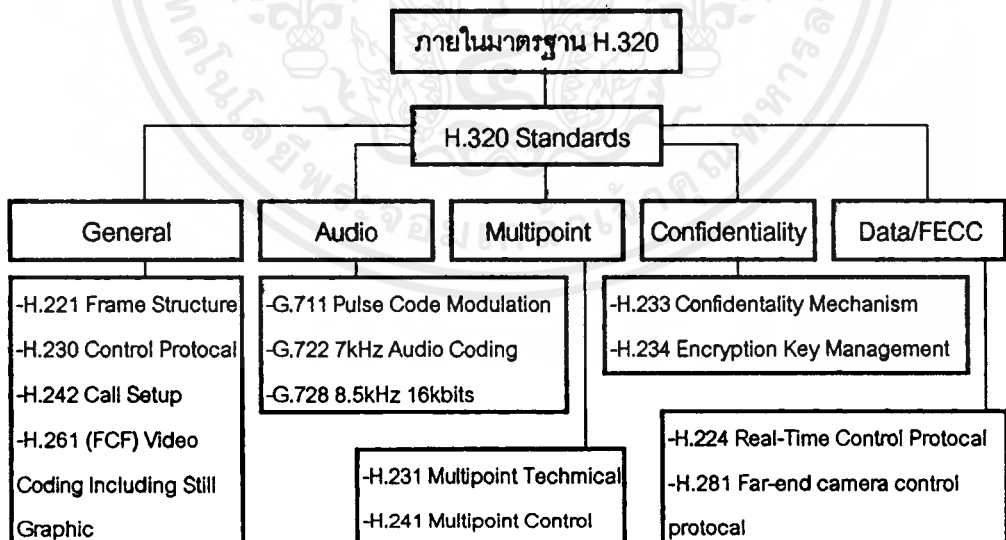 ภายในมาตรฐาน H.320
H.320 Standards
General
Audio
Multipoint
Confidentiality
Data/FECC
-H.221 Frame Structure
-H.230 Control Protocal
-H.242 Call Setup
-H.261 (FCF) Video
Coding Including Still
Graphic
-G.711 Pulse Code Modulation
-G.722 7kHz Audio Coding
-G.728 8.5kHz 16kbits
-H.231 Multipoint Technical
-H.241 Multipoint Control
-H.233 Confidentality Mechanism
-H.234 Encryption Key Management
-H.224 Real-Time Control Protocal
-H.281 Far-end camera control
protocal